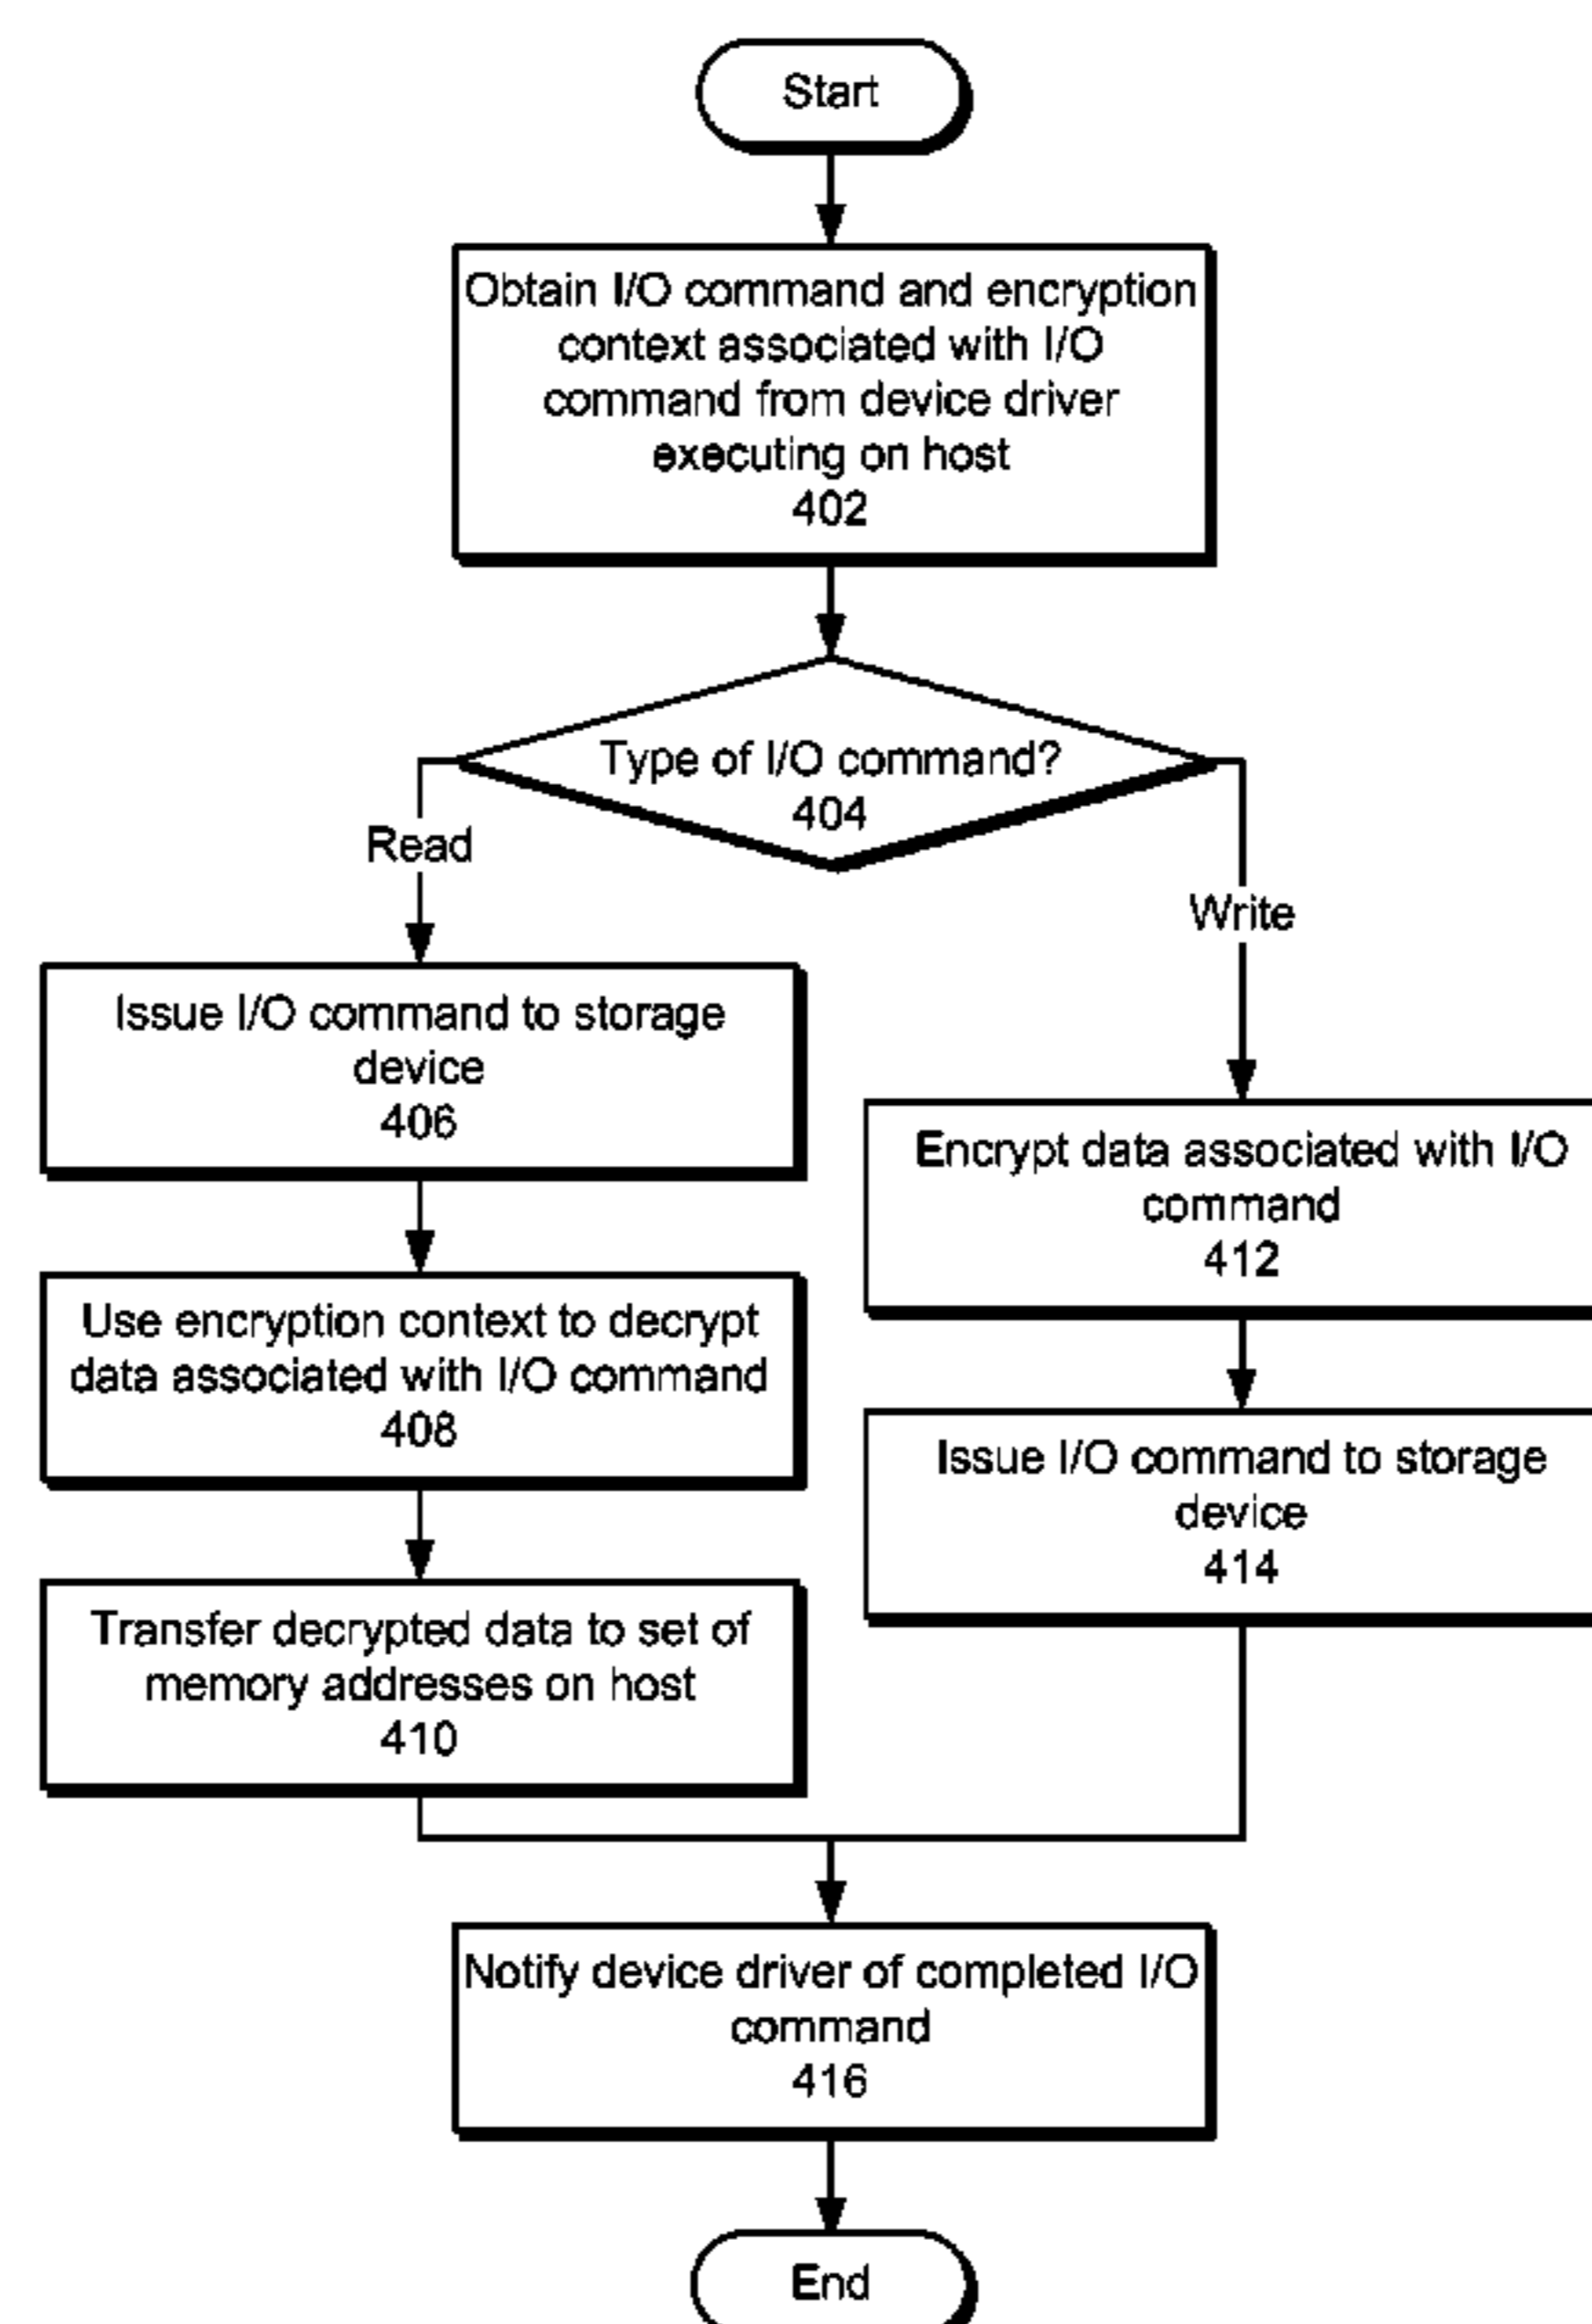 Start
Obtain I/O command and encryption
context associated with I/O
command from device driver
executing on host
402
Type of I/O command?
404
Read
Write
Issue I/O command to storage
device
406
Use encryption context to decrypt
data associated with I/O command
408
Transfer decrypted data to set of
memory addresses on host
410
Encrypt data associated with I/O
command
412
Issue I/O command to storage
device
414
Notify device driver of completed I/O
command
416
End